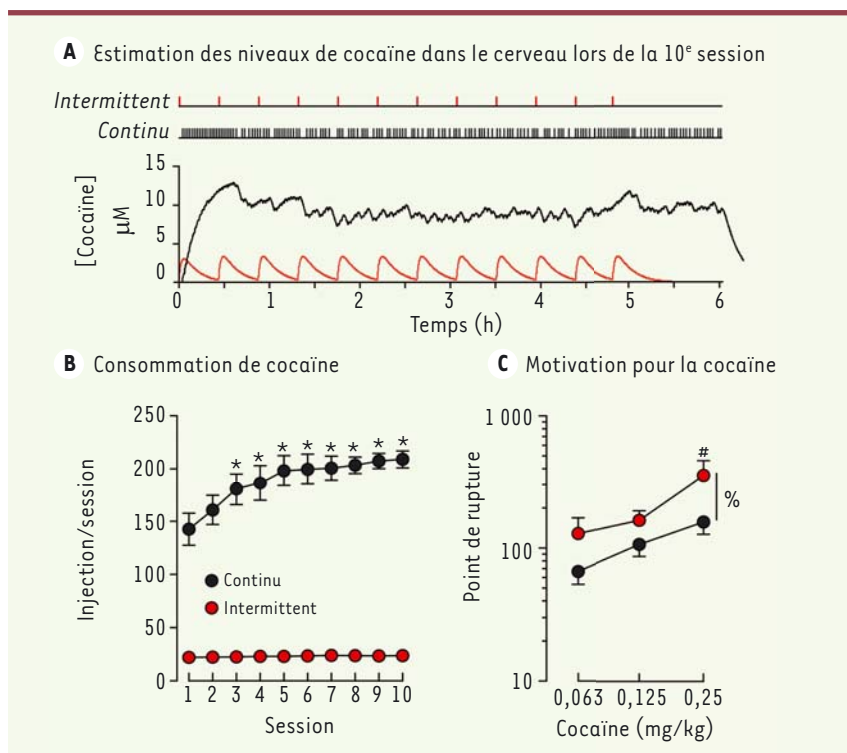 A Estimation des niveaux de cocaïne dans le cerveau lors de la 10e session
Intermittent
Continu
[Cocaïne]
µM
15
10
5
0
0 1 2 3 4 5 6
Temps (h)
B Consommation de cocaïne
Injection/session
250
200
150
100
50
0
* * * * * * * *
Continu
Intermittent
1 2 3 4 5 6 7 8 9 10
Session
C Motivation pour la cocaïne
Point de rupture
1 000
100
10
#
%
0,063 0,125 0,25
Cocaïne (mg/kg)